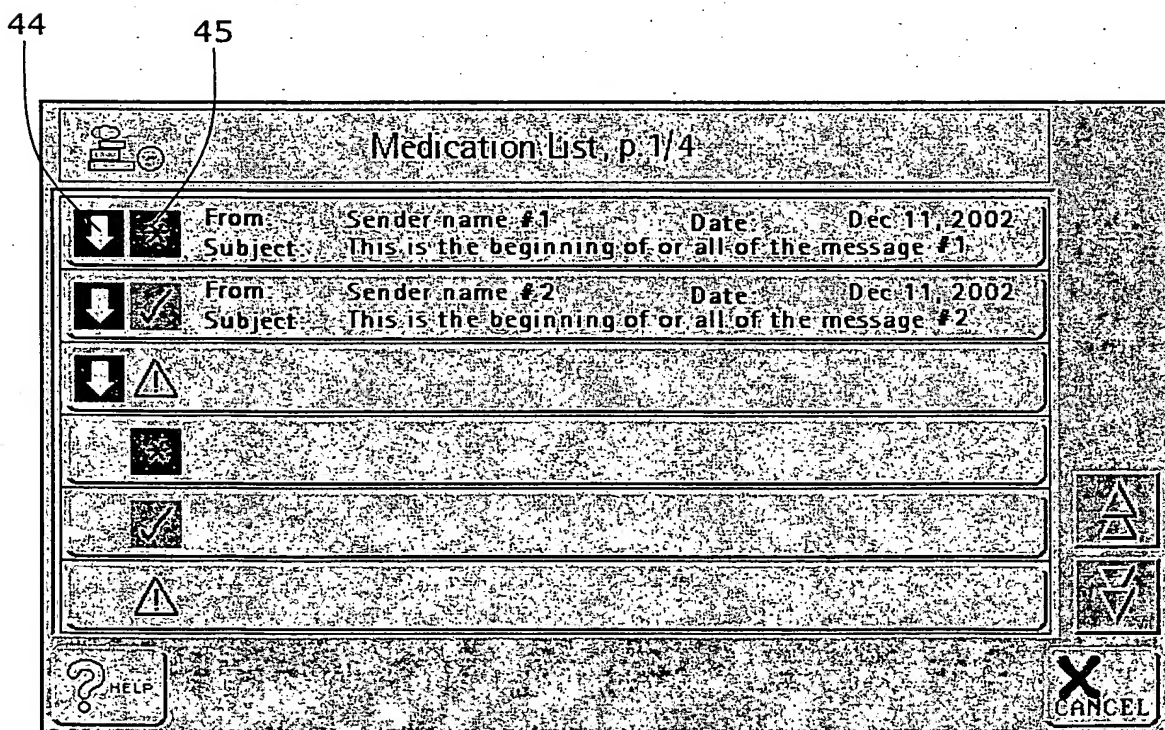 44
45
Medication List, p.1/4
From: Sender name #1 Date: Dec 11, 2002
Subject: This is the beginning of or all of the message #1
From: Sender name #2 Date: Dec 11, 2002
Subject: This is the beginning of or all of the message #2
HELP
CANCEL